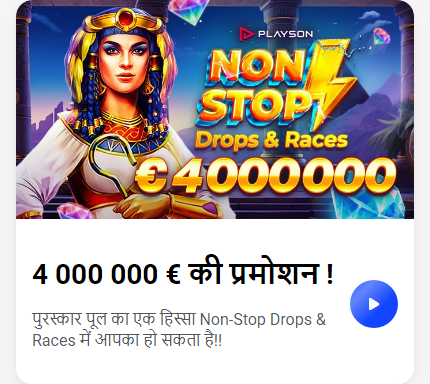 PLAYSON
NON
STOP
Drops & Races
€4000000
4 000 000 € की प्रमोशन !
पुरस्कार पूल का एक हिस्सा Non-Stop Drops &
Races में आपका हो सकता है!!